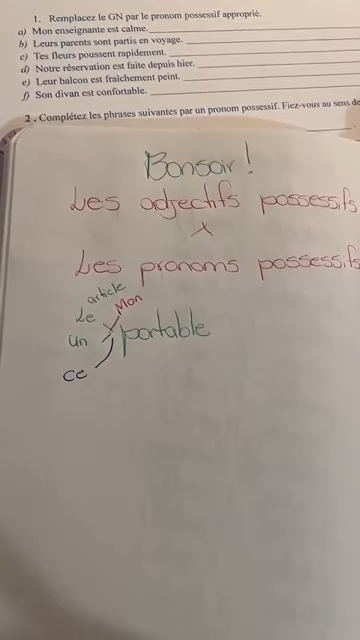 1. Remplacez le GN par le pronom possessif approprié.
a) Mon enseignante est calme.
b) Leurs parents sont partis en voyage.
c) Tes fleurs poussent rapidement.
d) Notre réservation est faite depuis hier.
e) Leur balcon est fraîchement peint.
f) Son divan est confortable.
2. Complétez les phrases suivantes par un pronom possessif. Fiez-vous au sens de
Bonsoir !
Les adjectifs possessifs
x
Les pronoms possessifs
article
Le Mon
Un portable
ce